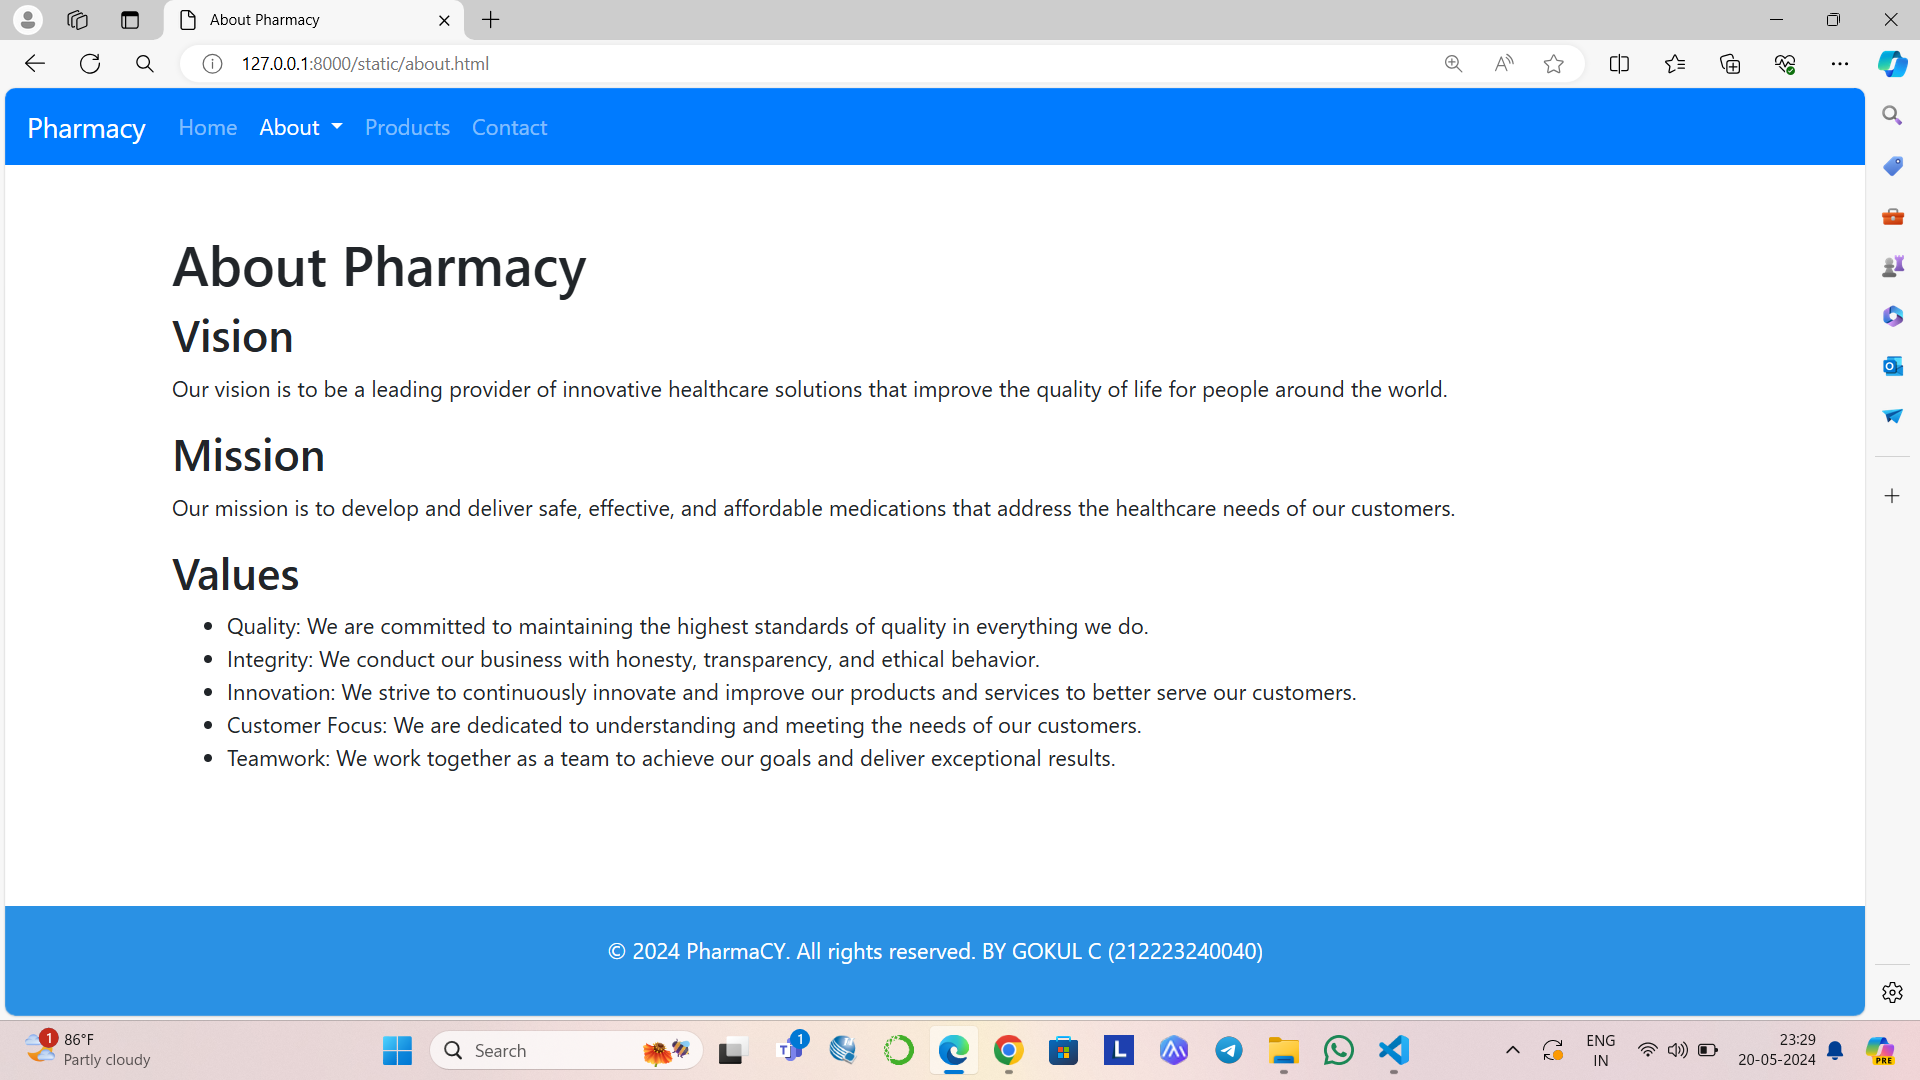 About Pharmacy
127.0.0.1:8000/static/about.html
Pharmacy Home About Products Contact
About Pharmacy
Vision
Our vision is to be a leading provider of innovative healthcare solutions that improve the quality of life for people around the world.
Mission
Our mission is to develop and deliver safe, effective, and affordable medications that address the healthcare needs of our customers.
Values
• Quality: We are committed to maintaining the highest standards of quality in everything we do.
• Integrity: We conduct our business with honesty, transparency, and ethical behavior.
• Innovation: We strive to continuously innovate and improve our products and services to better serve our customers.
• Customer Focus: We are dedicated to understanding and meeting the needs of our customers.
• Teamwork: We work together as a team to achieve our goals and deliver exceptional results.
© 2024 PharmaCY. All rights reserved. BY GOKUL C (212223240040)
1
86°F
Partly cloudy
Search
1
L
ENG
IN
23:29
20-05-2024
PRE